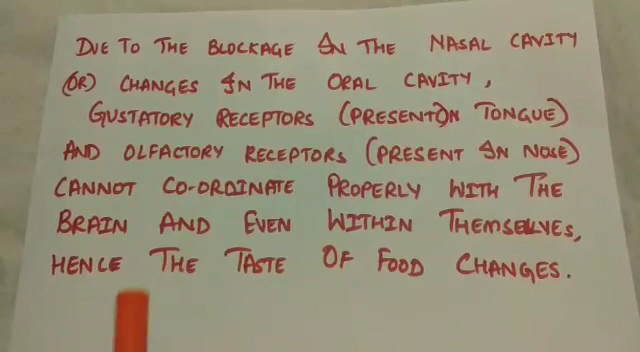 DUE TO THE BLOCKAGE IN THE NASAL CAVITY
(OR) CHANGES IN THE ORAL CAVITY,
GUSTATORY RECEPTORS (PRESENT ON TONGUE)
AND OLFACTORY RECEPTORS (PRESENT IN NOSE)
CANNOT CO-ORDINATE PROPERLY WITH THE
BRAIN AND EVEN WITHIN THEMSELVES,
HENCE THE TASTE OF FOOD CHANGES.